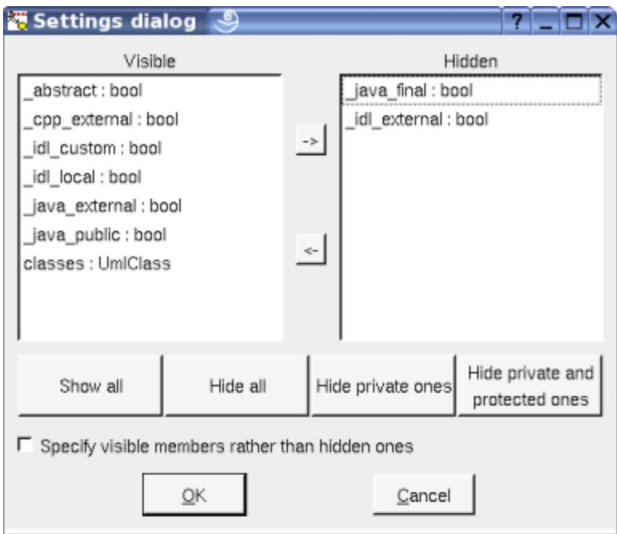 Settings dialog
?
Visible
Hidden
_abstract : bool
_cpp_external : bool
_idl_custom : bool
_idl_local : bool
_java_external : bool
_java_public : bool
classes : UmlClass
->
<-
_java_final : bool
_idl_external : bool
Show all
Hide all
Hide private ones
Hide private and
protected ones
Specify visible members rather than hidden ones
OK
Cancel